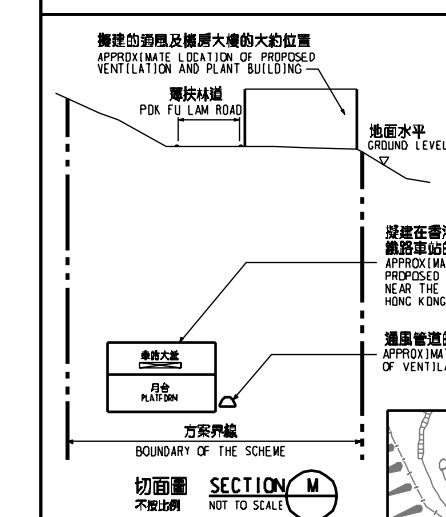 擬建的通風及機房大樓的大約位置
APPROXIMATE LOCATION OF PROPOSED
VENTILATION AND PLANT BUILDING
薄扶林道
POK FU LAM ROAD
地面水平
GROUND LEVEL
擬建在香港
鐵路車站的
APPROXIMA
PROPOSED
NEAR THE
HONG KONG
通風管道的
APPROXIMAT
OF VENTILA
車站大堂
月台
PLATFORM
方案界線
BOUNDARY OF THE SCHEME
切面圖 SECTION M
不按比例 NOT TO SCALE